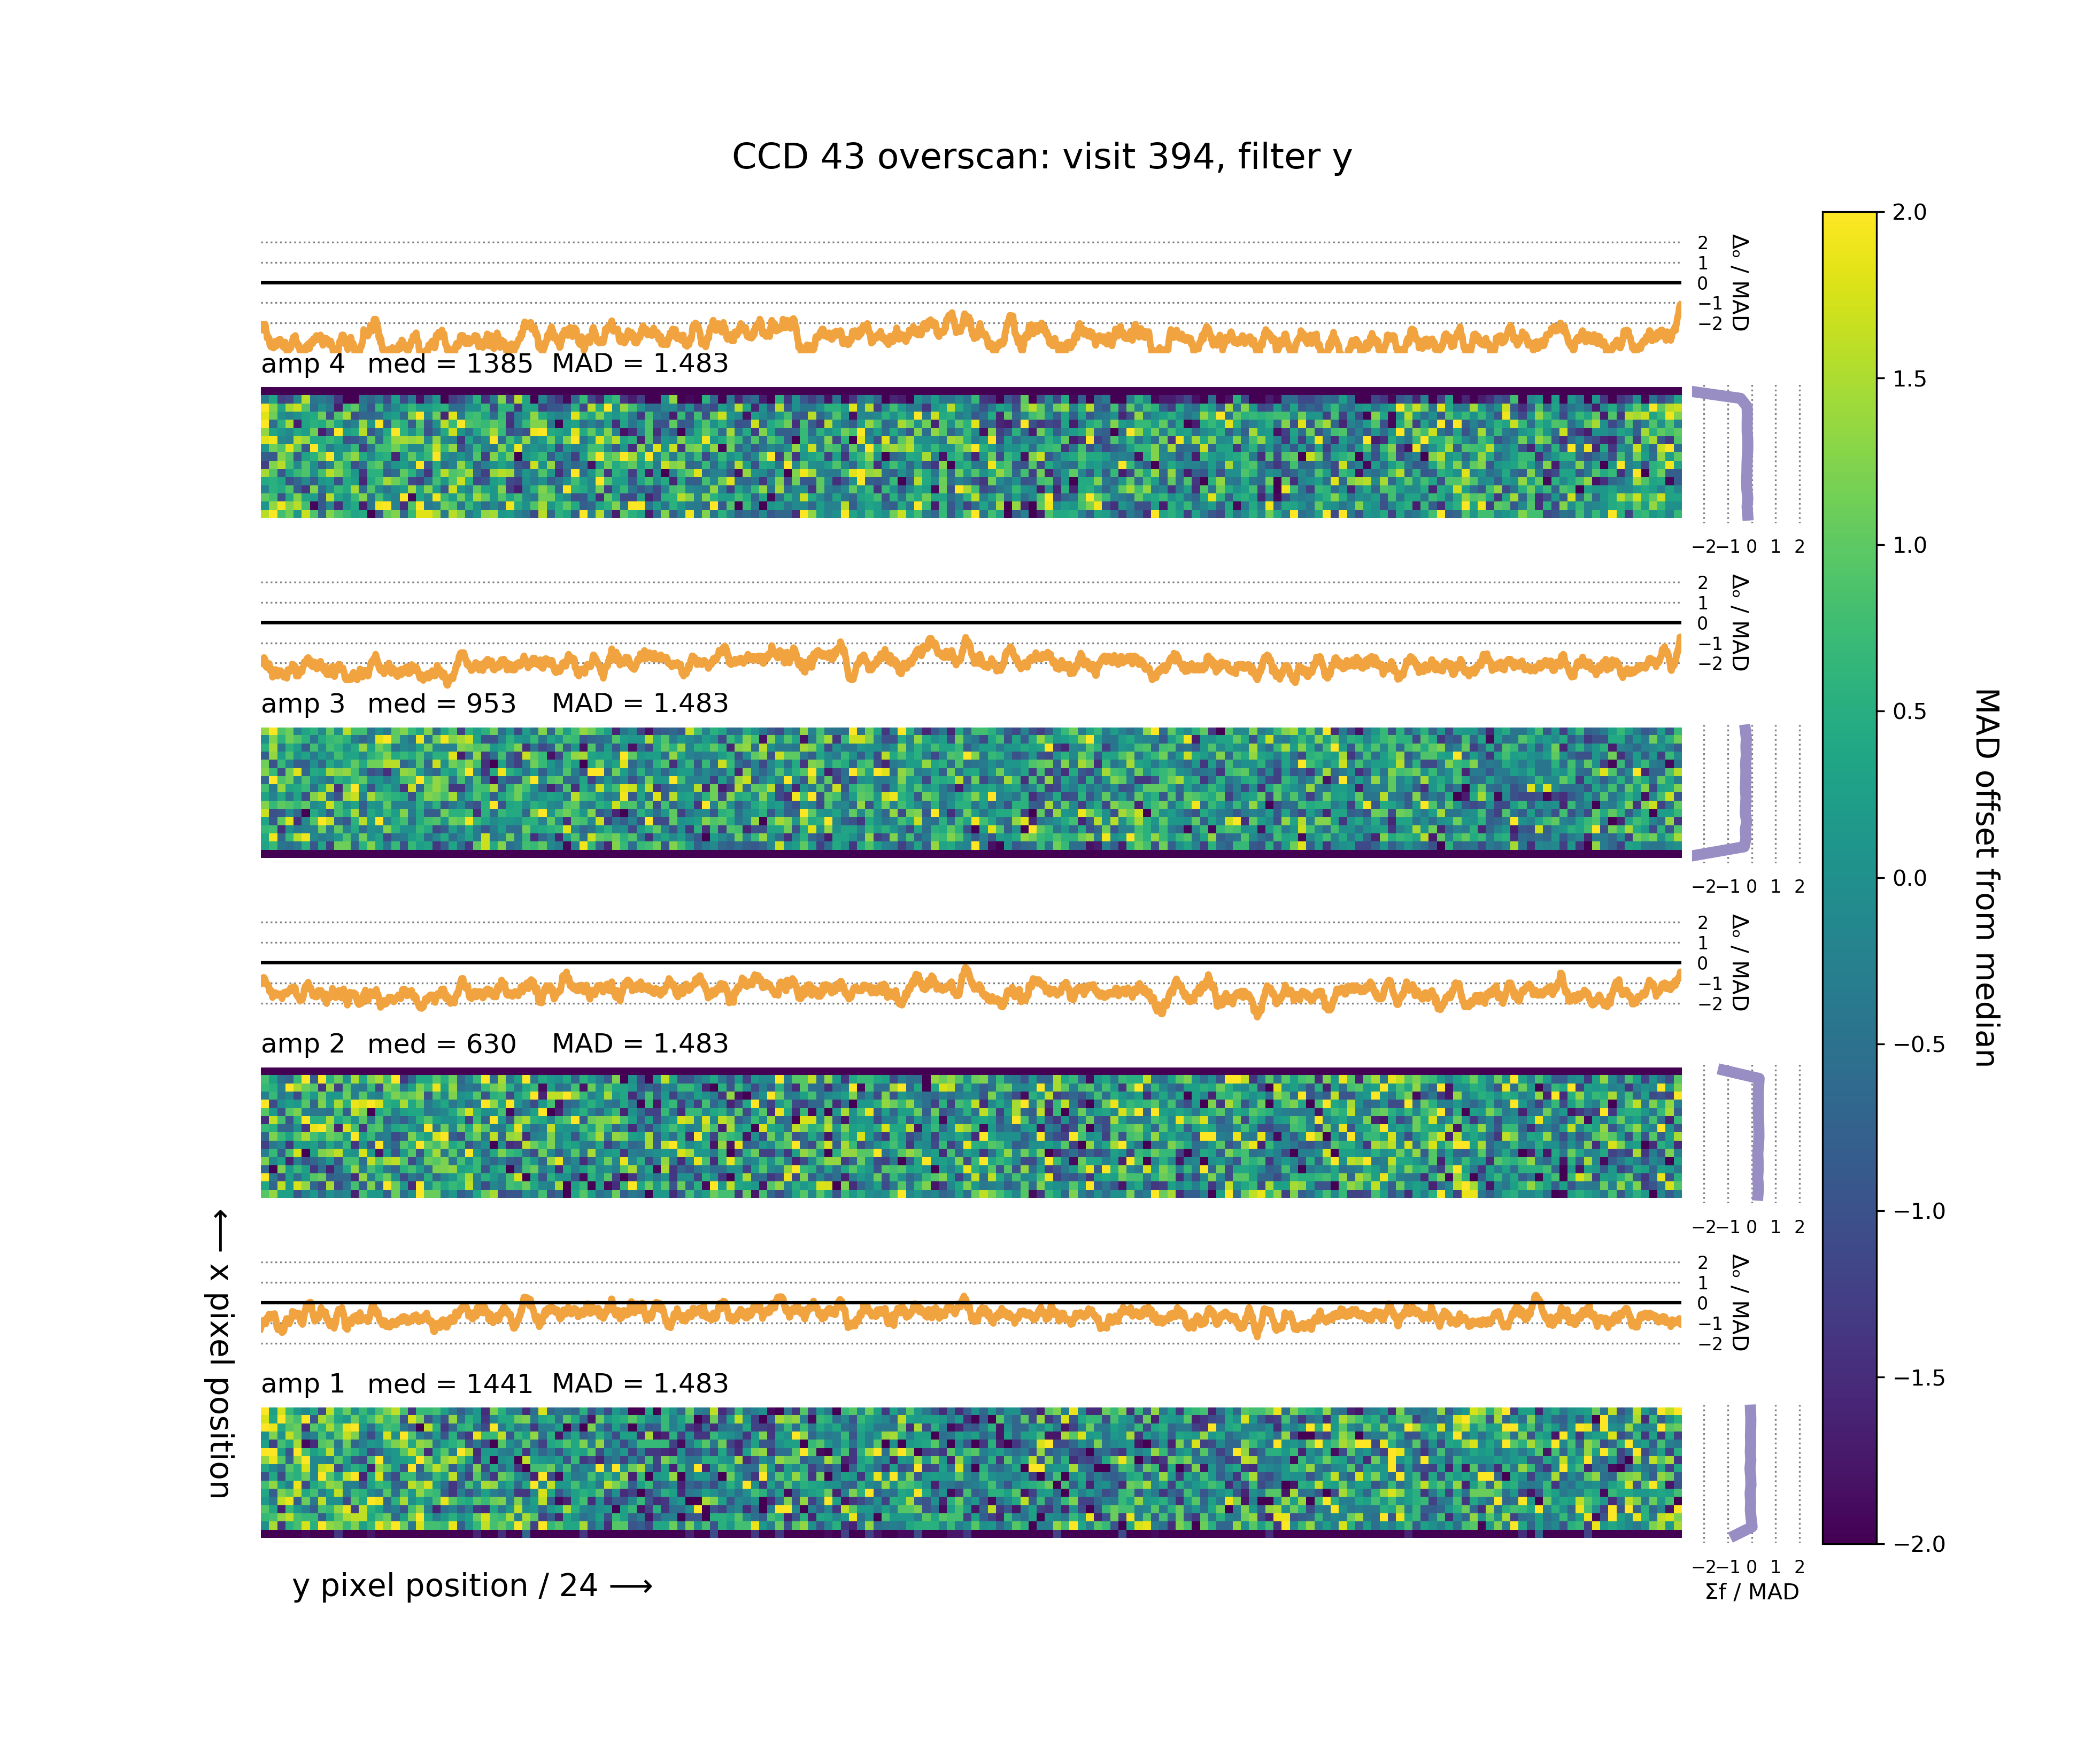 CCD 43 overscan: visit 394, filter y
2
1
0
−1
−2
Δₒ / MAD
amp 4 med = 1385 MAD = 1.483
−2 −1 0 1 2
2
1
0
−1
−2
Δₒ / MAD
amp 3 med = 953 MAD = 1.483
−2 −1 0 1 2
2
1
0
−1
−2
Δₒ / MAD
amp 2 med = 630 MAD = 1.483
−2 −1 0 1 2
2
1
0
−1
−2
Δₒ / MAD
amp 1 med = 1441 MAD = 1.483
−2 −1 0 1 2
Σf / MAD
y pixel position / 24 ⟶
⟵ x pixel position
2.0
1.5
1.0
0.5
0.0
−0.5
−1.0
−1.5
−2.0
MAD offset from median